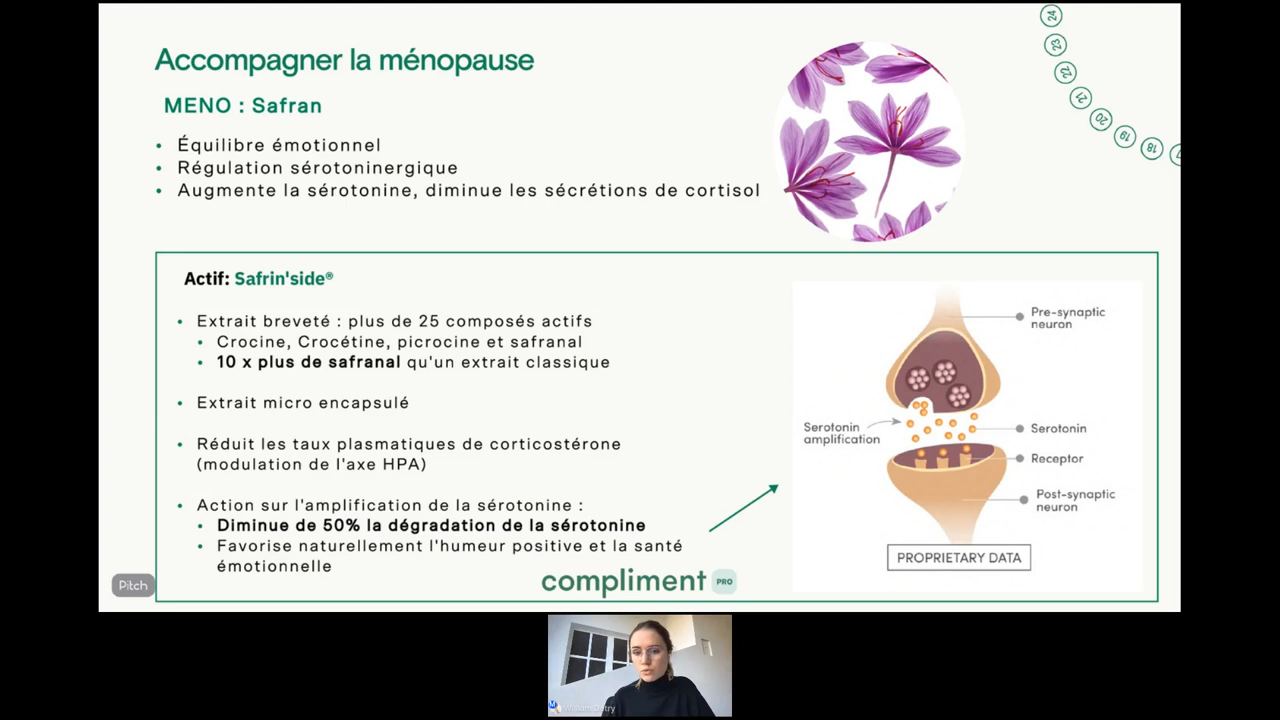 Accompagner la ménopause
MENO : Safran
• Équilibre émotionnel
• Régulation sérotoninergique
• Augmente la sérotonine, diminue les sécrétions de cortisol
24
23
22
21
20
19
18
Actif: Safrin'side®
• Extrait breveté : plus de 25 composés actifs
• Crocine, Crocétine, picrocine et safranal
• 10 x plus de safranal qu'un extrait classique
• Extrait micro encapsulé
• Réduit les taux plasmatiques de corticostérone
(modulation de l'axe HPA)
• Action sur l'amplification de la sérotonine :
• Diminue de 50% la dégradation de la sérotonine
• Favorise naturellement l'humeur positive et la santé
émotionnelle
Pre-synaptic
neuron
Serotonin
amplification
Serotonin
Receptor
Post-synaptic
neuron
PROPRIETARY DATA
compliment PRO
Pitch